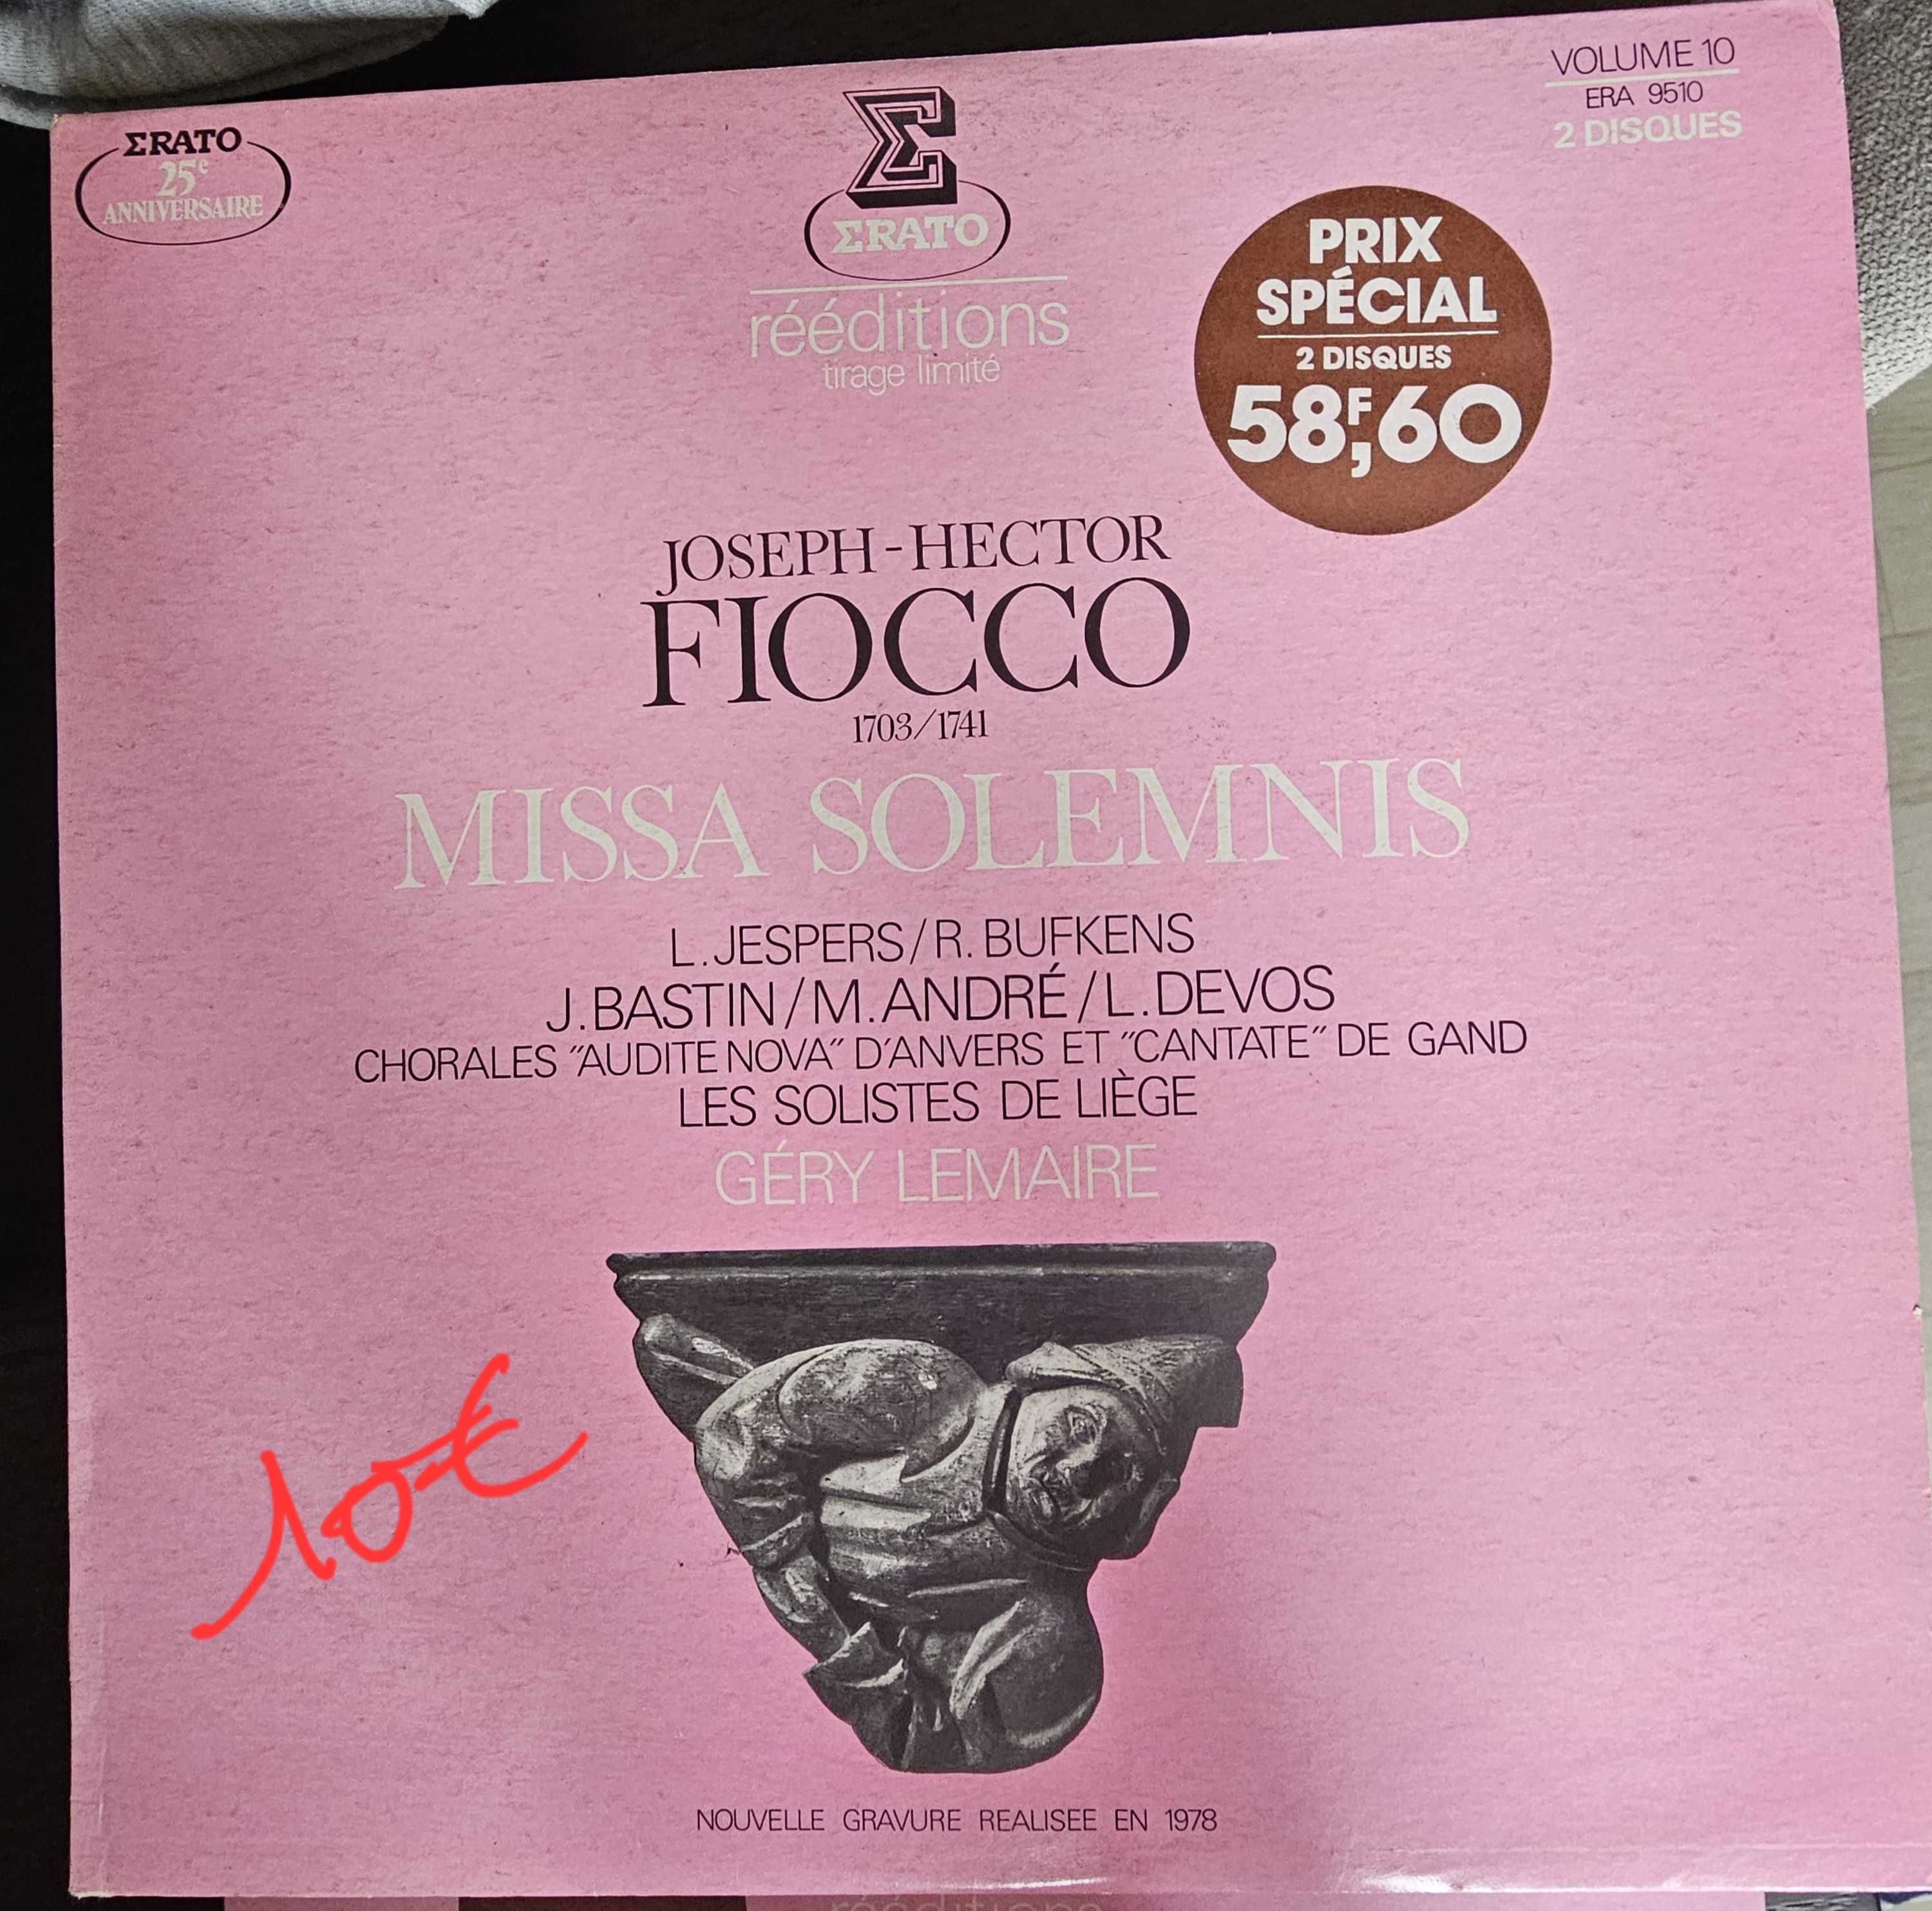 VOLUME 10
ERA 9510
2 DISQUES
ΣRATO
25e
ANNIVERSAIRE
Σ
ΣRATO
rééditions
tirage limité
PRIX
SPÉCIAL
2 DISQUES
58F,60
JOSEPH-HECTOR
FIOCCO
1703/1741
MISSA SOLEMNIS
L.JESPERS/R.BUFKENS
J.BASTIN/M.ANDRÉ/L.DEVOS
CHORALES "AUDITE NOVA" D'ANVERS ET "CANTATE" DE GAND
LES SOLISTES DE LIÈGE
GÉRY LEMAIRE
10€
NOUVELLE GRAVURE REALISEE EN 1978
rééditions